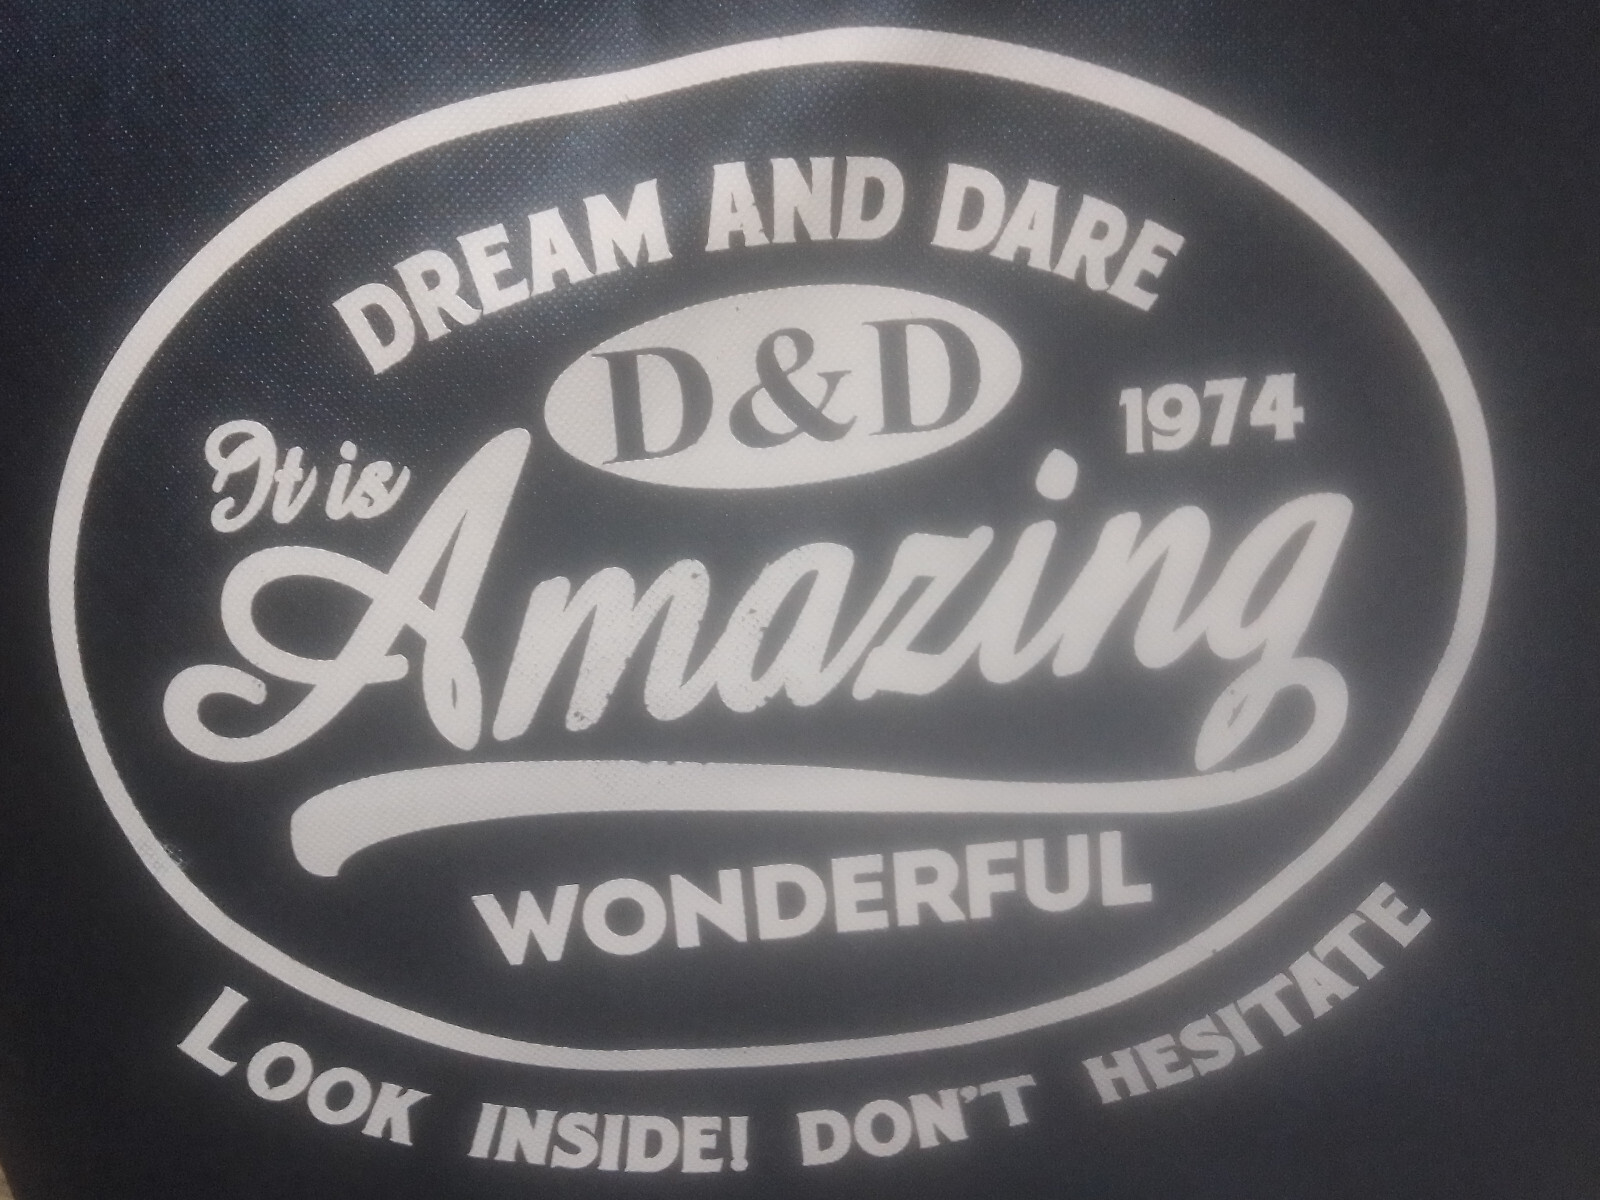 DREAM AND DARE
D&D
1974
It is
Amazing
WONDERFUL
LOOK INSIDE! DON'T HESITATE